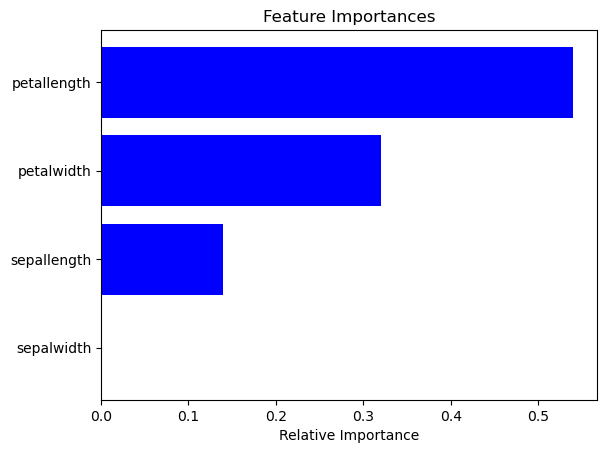 Feature Importances
petallength
petalwidth
sepallength
sepalwidth
0.0 0.1 0.2 0.3 0.4 0.5
Relative Importance